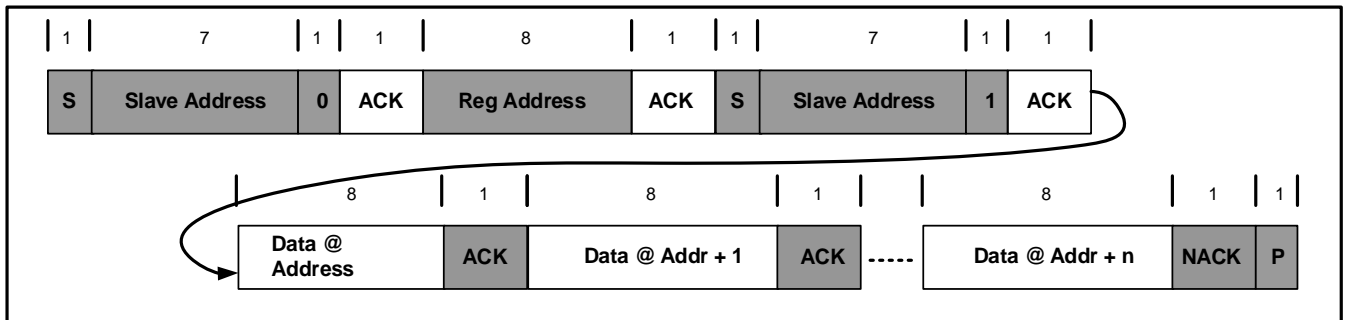 1 7 1 1 8 1 1 7 1 1
S Slave Address 0 ACK Reg Address ACK S Slave Address 1 ACK
8 1 8 1 8 1 1
Data @
Address
ACK Data @ Addr + 1 ACK ----- Data @ Addr + n NACK P